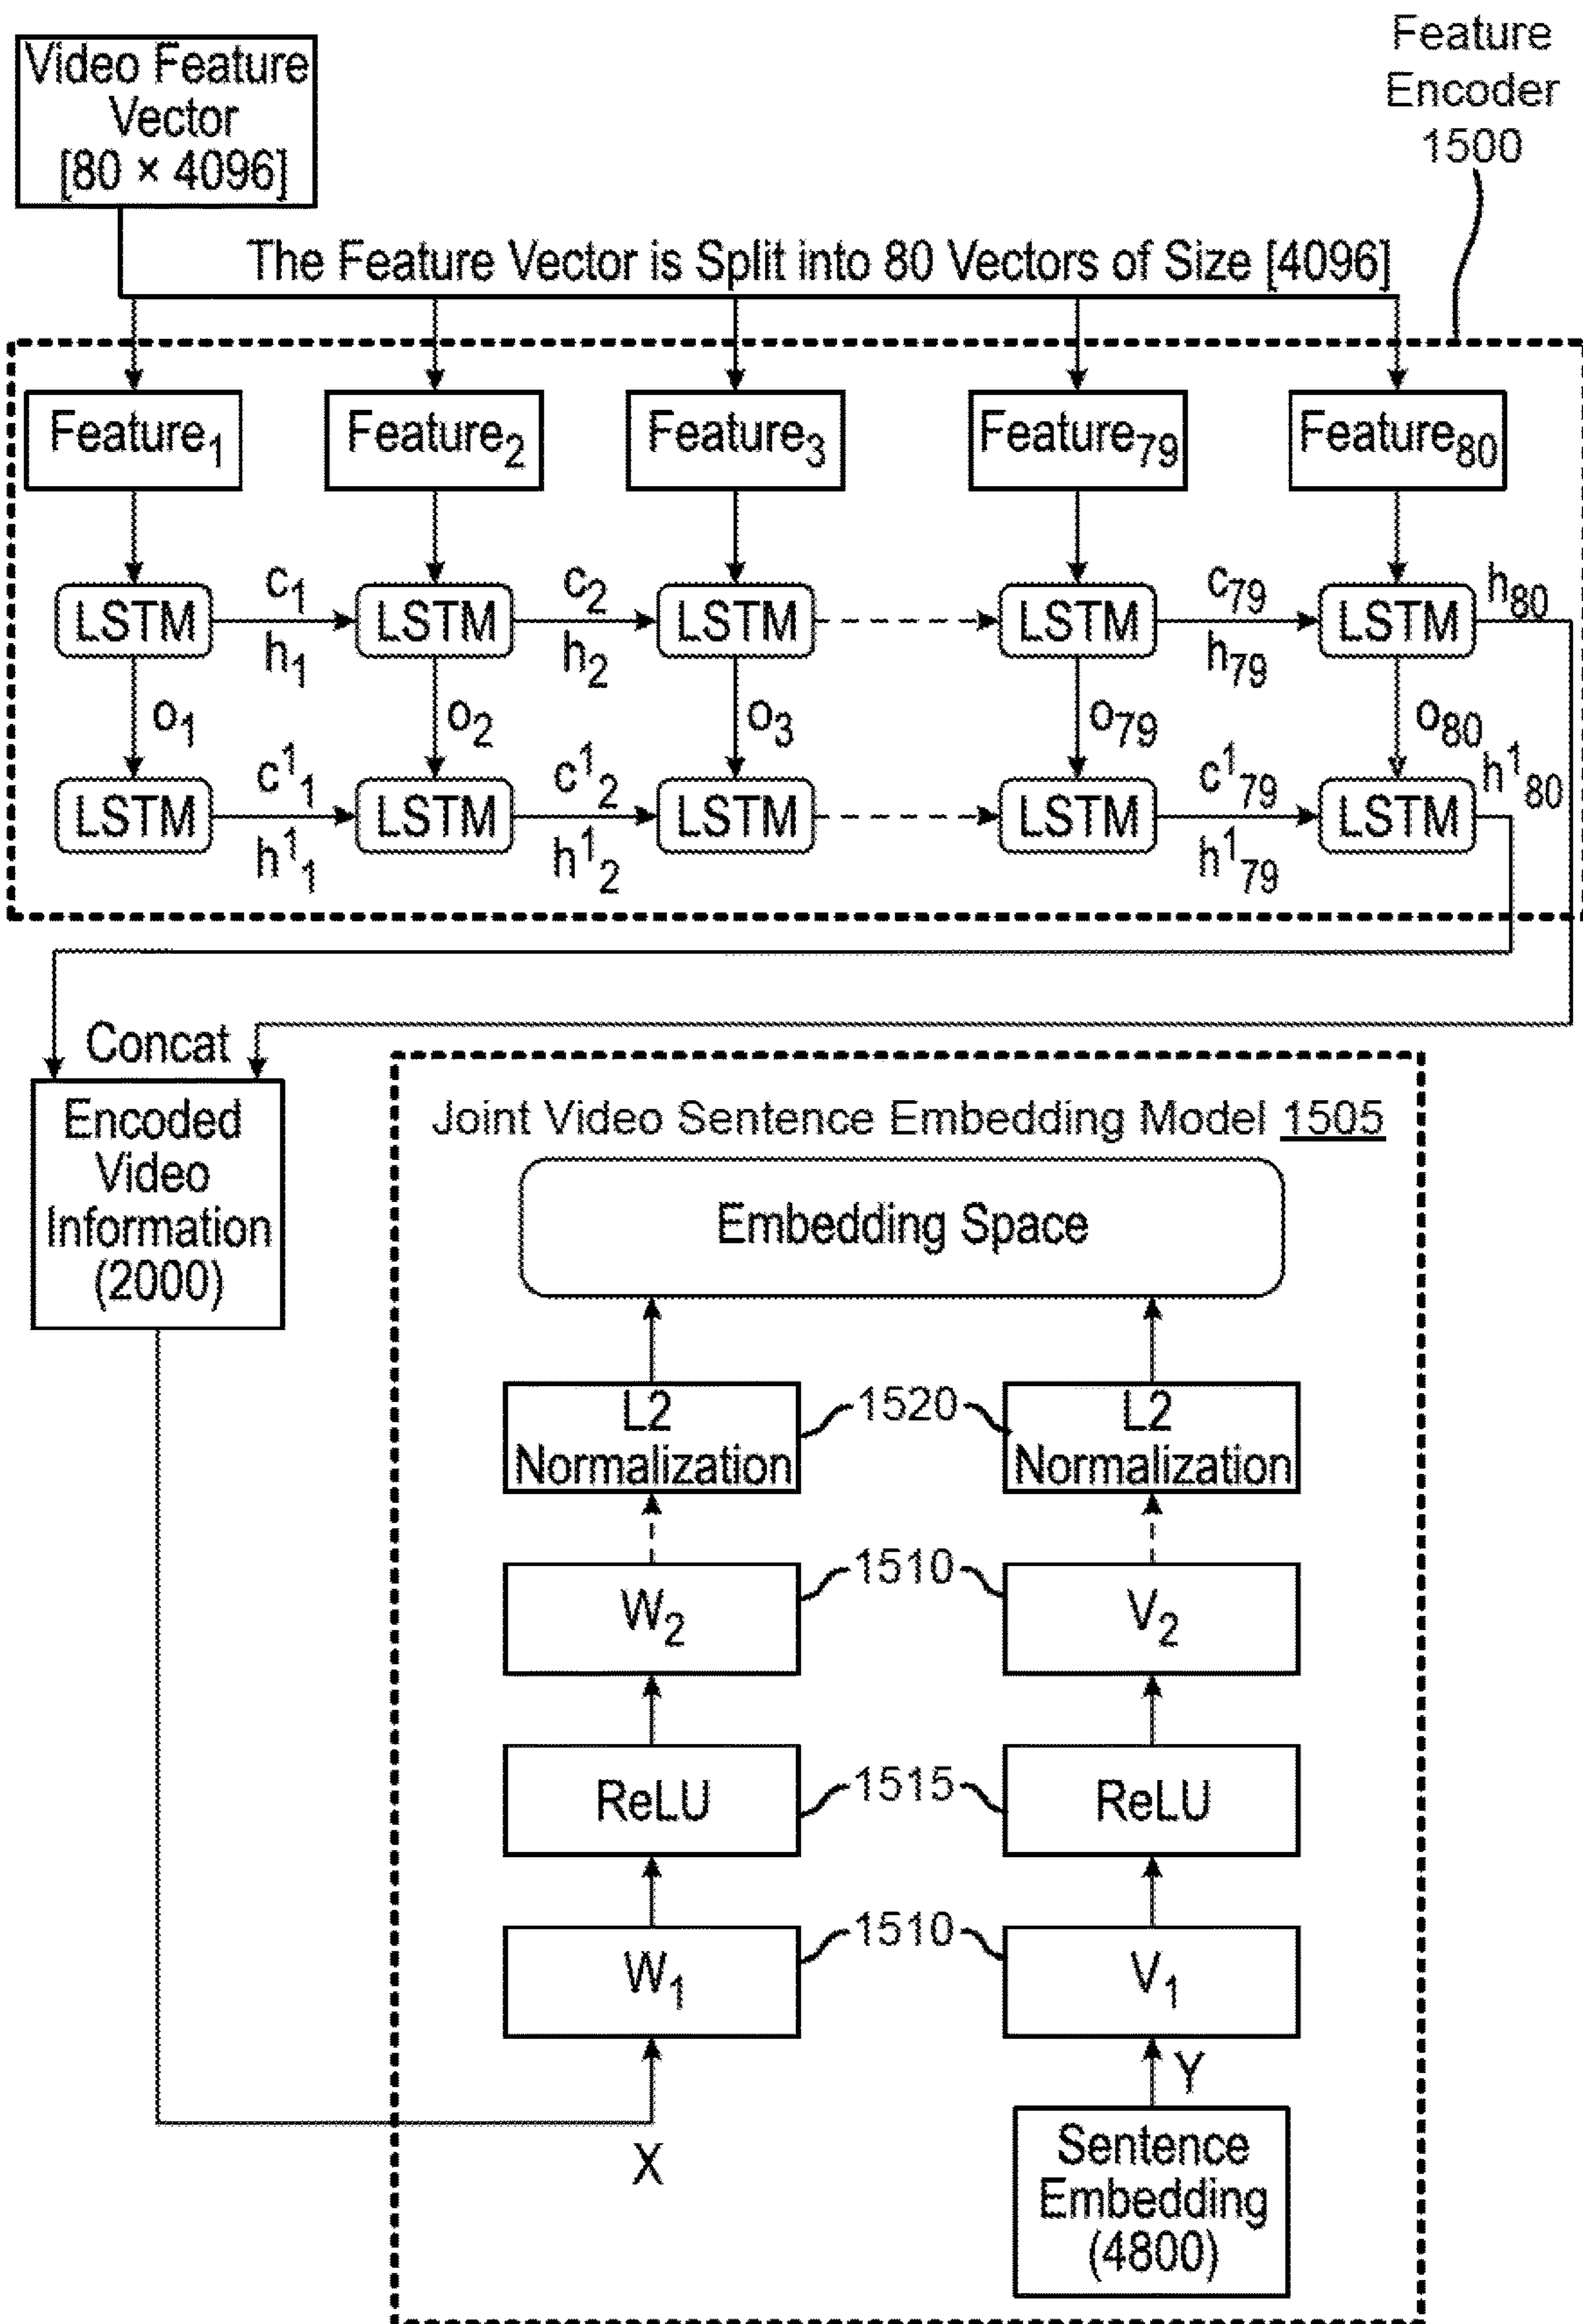 Feature
Encoder
1500
Video Feature
Vector
[80 × 4096]
The Feature Vector is Split into 80 Vectors of Size [4096]
Feature₁ Feature₂ Feature₃ Feature₇₉ Feature₈₀
c₁ c₂ c₇₉ h₈₀
LSTM LSTM LSTM LSTM LSTM
h₁ h₂ h₇₉
o₁ o₂ o₃ o₇₉ o₈₀
c¹₁ c¹₂ c¹₇₉ h¹₈₀
LSTM LSTM LSTM LSTM LSTM
h¹₁ h¹₂ h¹₇₉
Concat
Encoded
Video
Information
(2000)
Joint Video Sentence Embedding Model 1505
Embedding Space
L2
Normalization
1520
L2
Normalization
W₂
1510
V₂
ReLU
1515
ReLU
W₁
1510
V₁
X
Y
Sentence
Embedding
(4800)